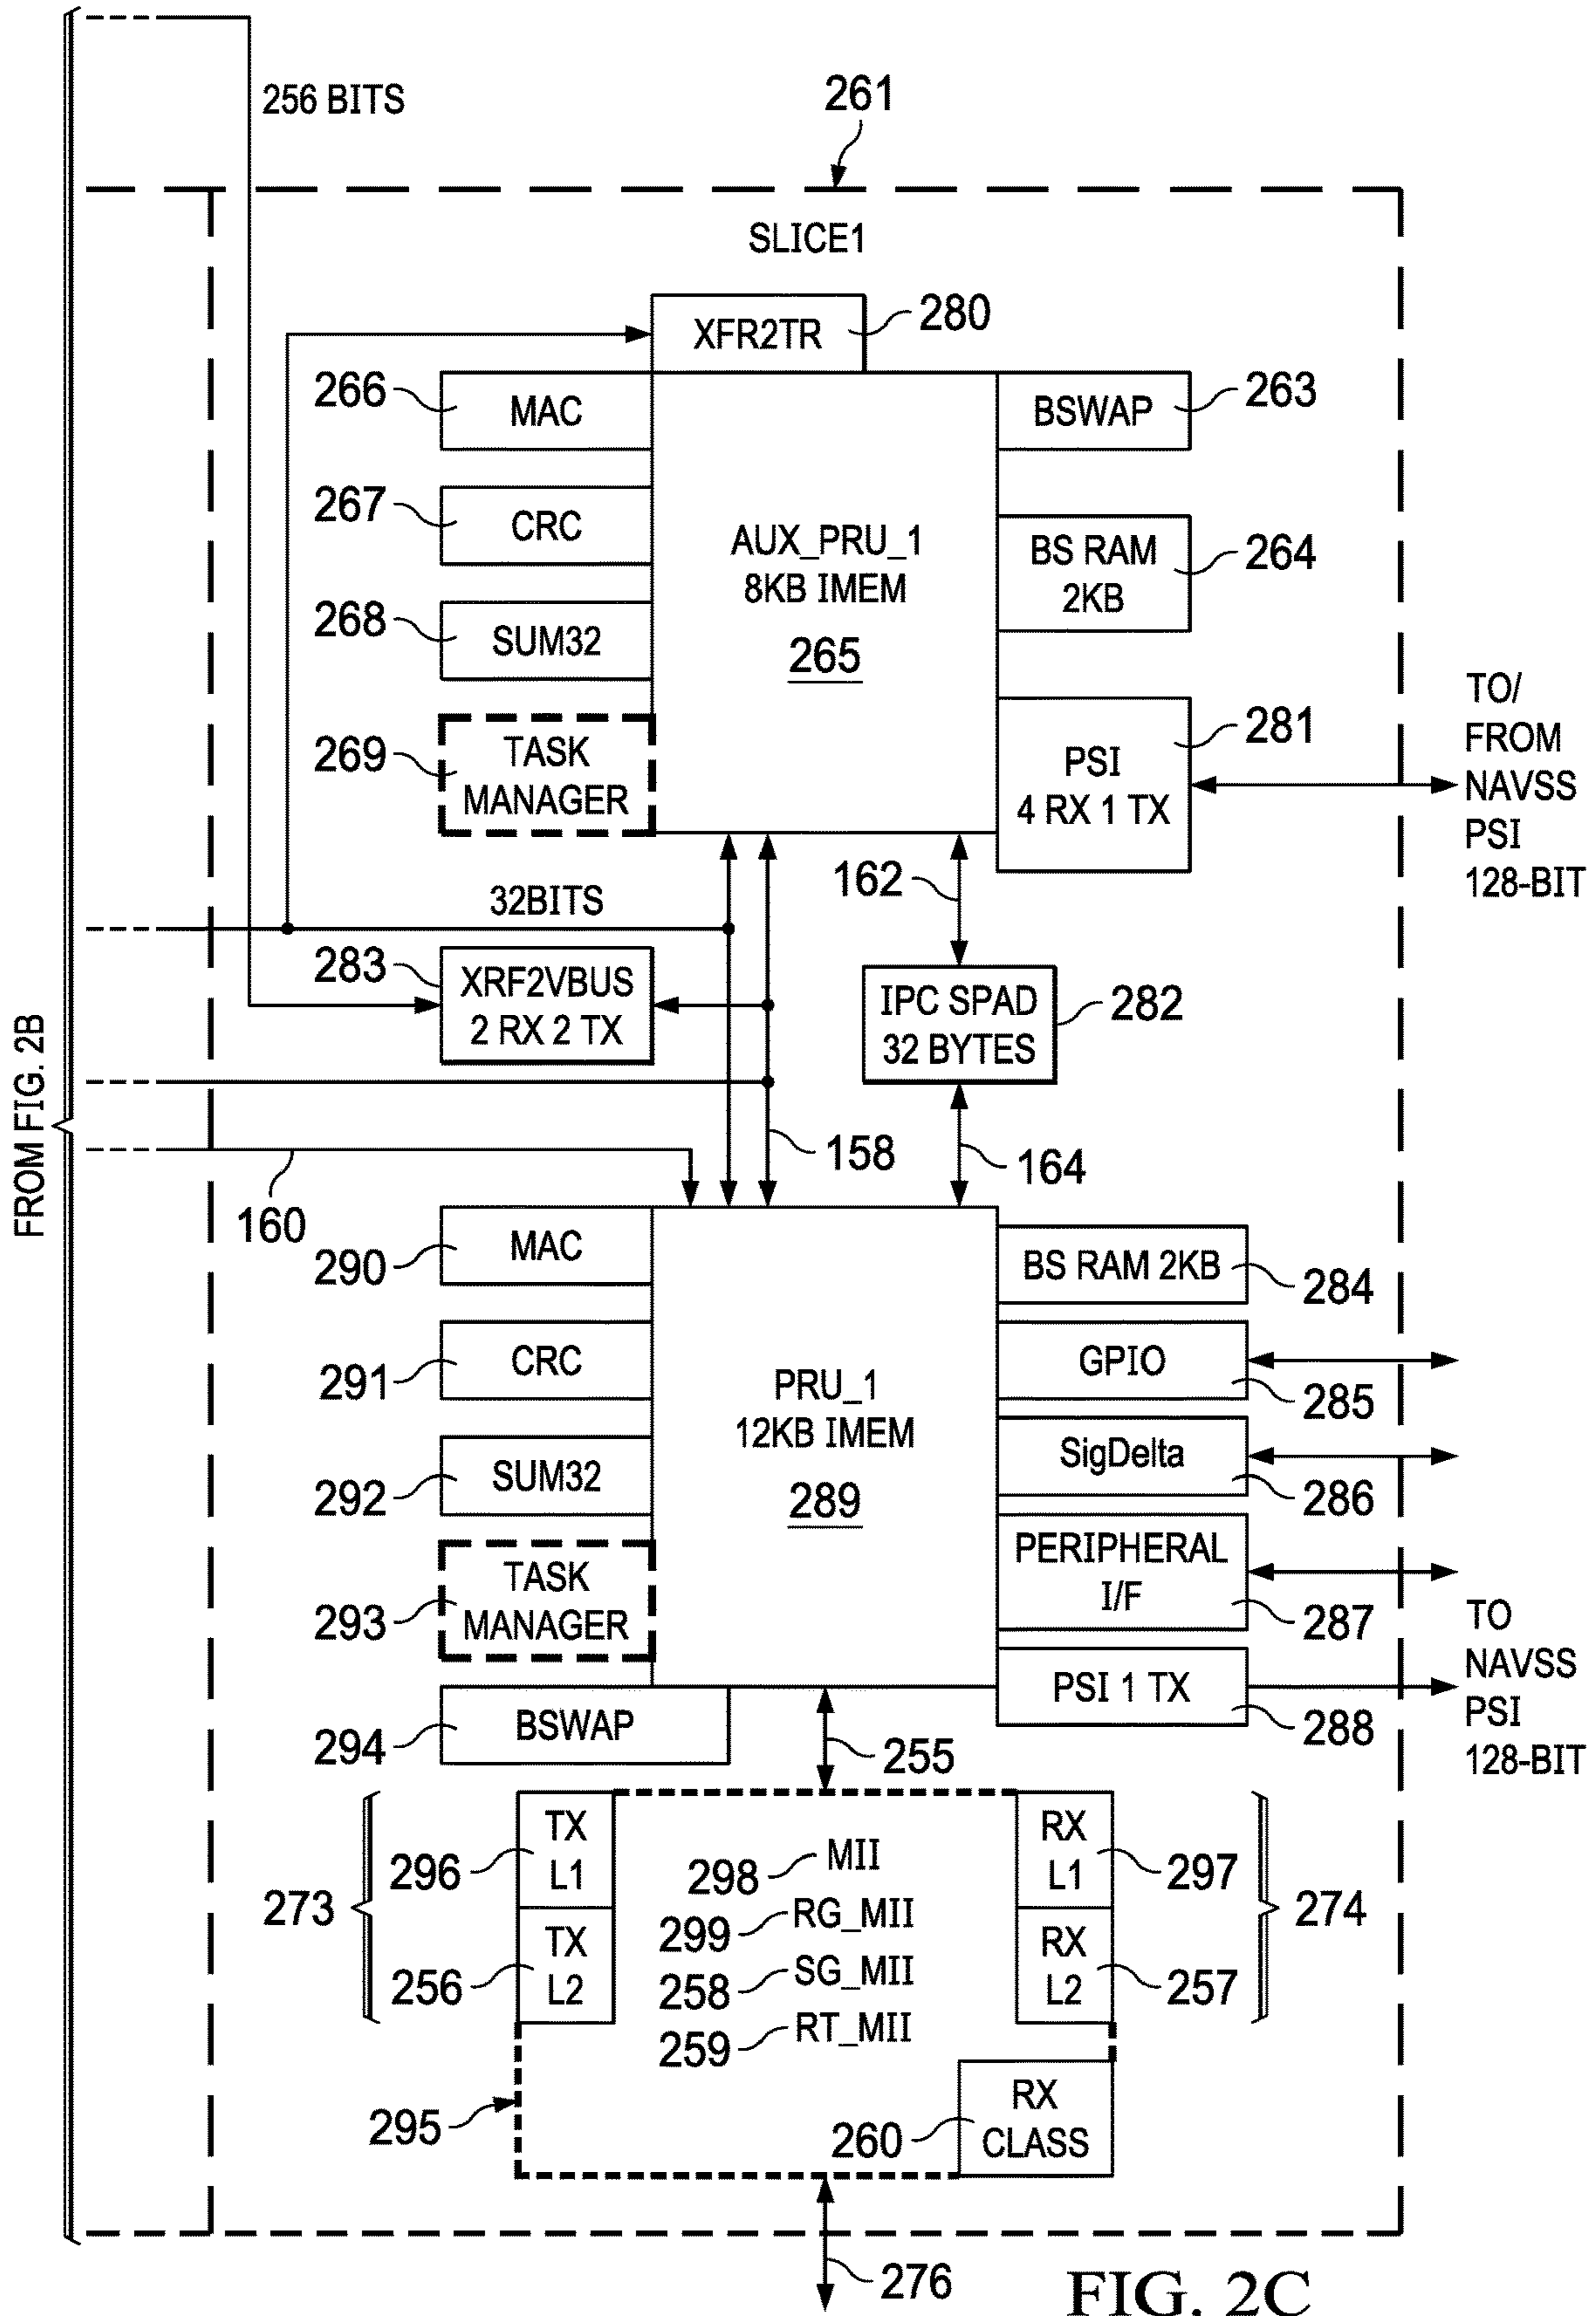 256 BITS
261
SLICE1
XFR2TR
280
266
MAC
BSWAP
263
267
CRC
AUX_PRU_1
8KB IMEM
265
BS RAM
2KB
264
268
SUM32
269
TASK
MANAGER
PSI
4 RX 1 TX
281
TO/
FROM
NAVSS
PSI
128-BIT
162
32BITS
283
XRF2VBUS
2 RX 2 TX
IPC SPAD
32 BYTES
282
FROM FIG. 2B
158
164
160
290
MAC
BS RAM 2KB
284
291
CRC
GPIO
285
PRU_1
12KB IMEM
289
292
SUM32
SigDelta
286
293
TASK
MANAGER
PERIPHERAL
I/F
287
TO
NAVSS
PSI
128-BIT
PSI 1 TX
288
294
BSWAP
255
273
296
TX
L1
256
TX
L2
298
MII
299
RG_MII
258
SG_MII
259
RT_MII
RX
L1
297
RX
L2
257
274
295
260
RX
CLASS
276
FIG. 2C